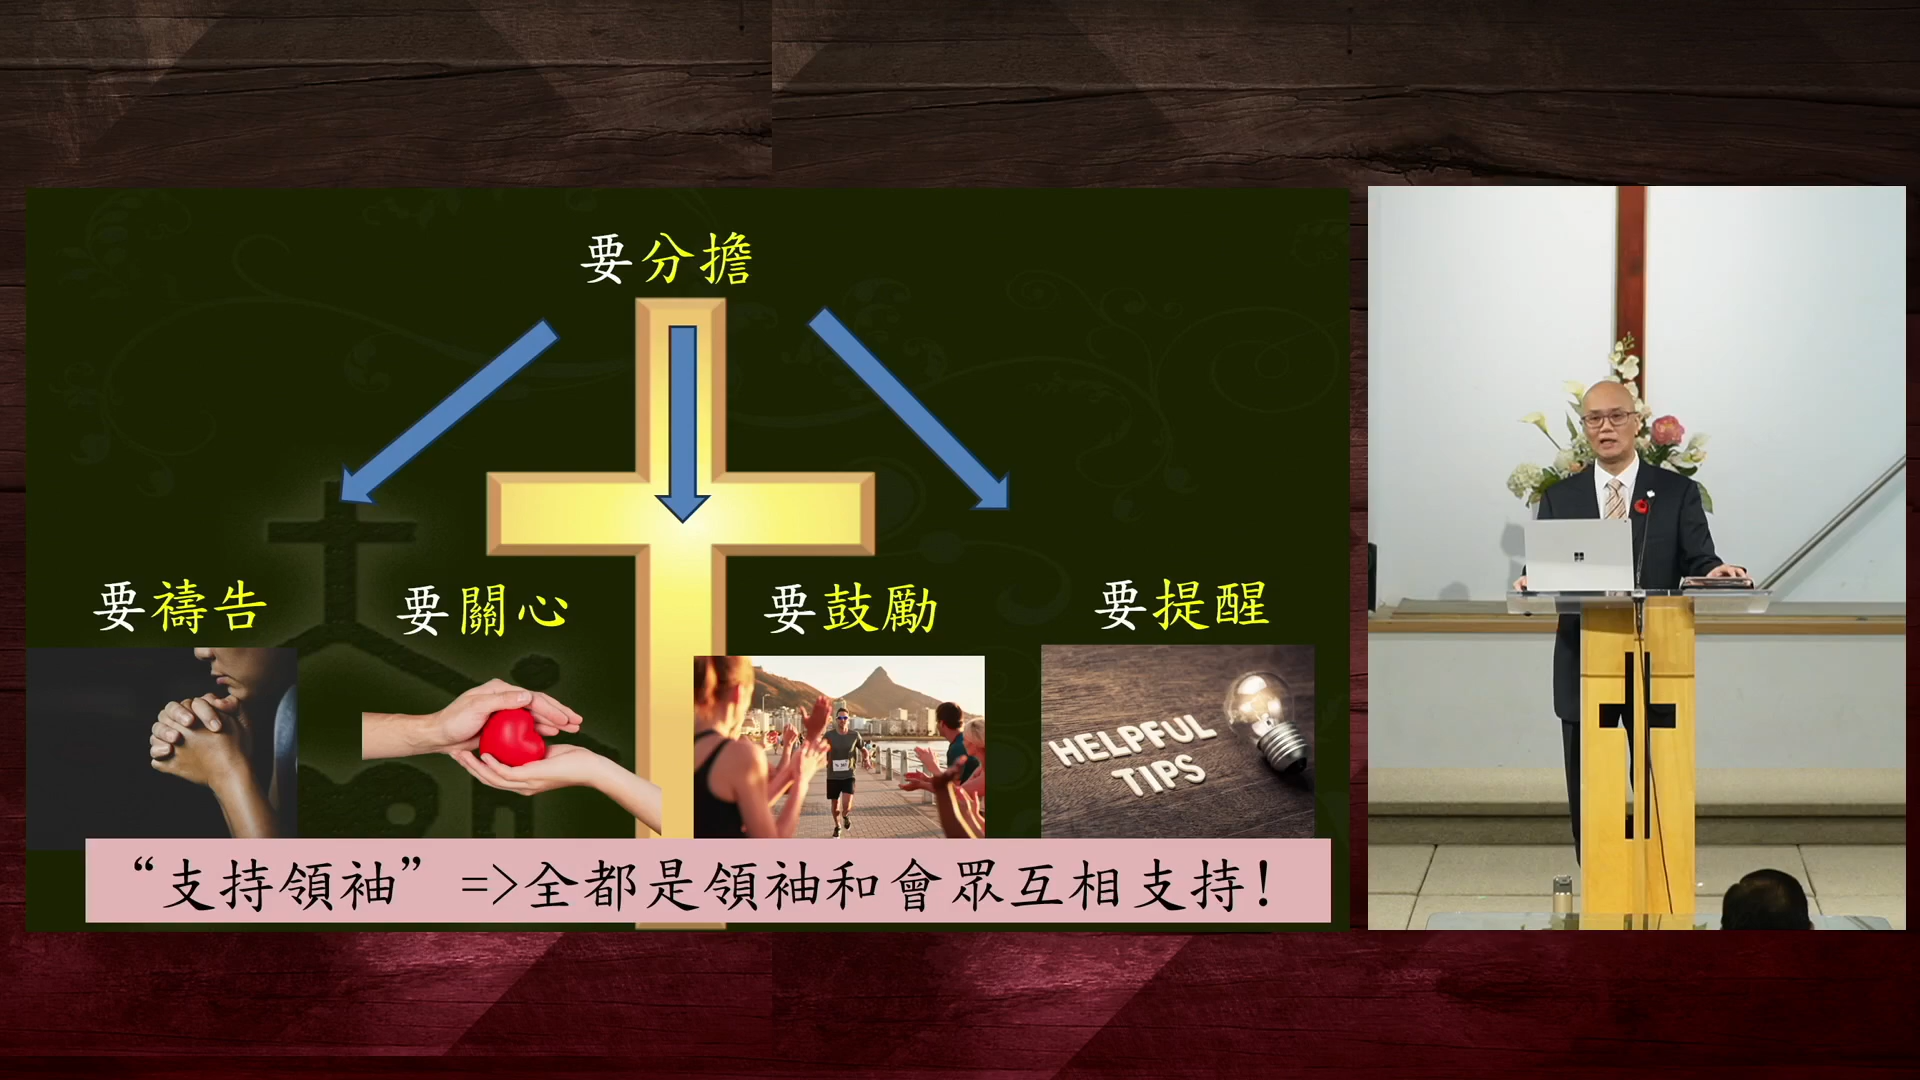 要分擔
要禱告
要關心
要鼓勵
要提醒
HELPFUL
TIPS
“支持領袖” =>全都是領袖和會眾互相支持!